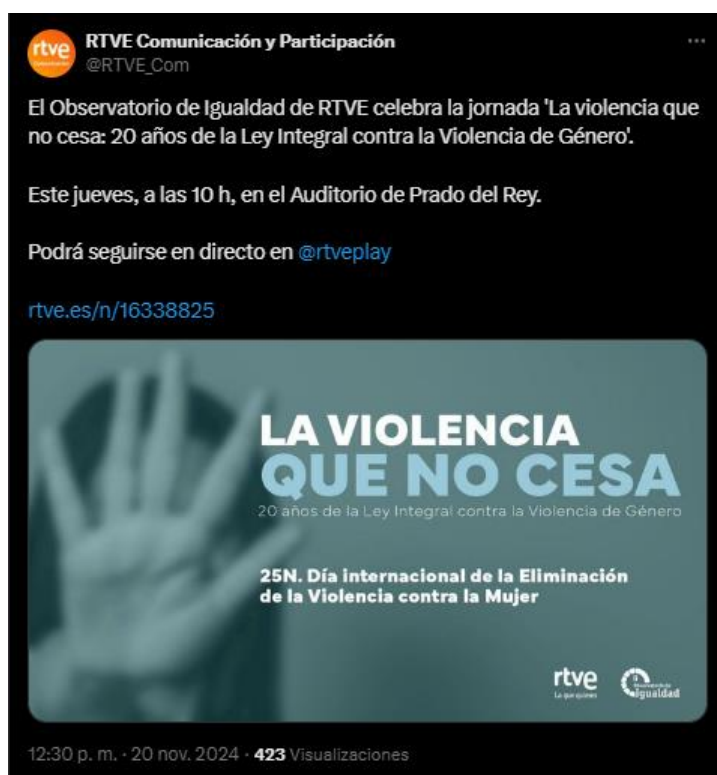 rtve
RTVE Comunicación y Participación
@RTVE_Com
El Observatorio de Igualdad de RTVE celebra la jornada 'La violencia que
no cesa: 20 años de la Ley Integral contra la Violencia de Género'.
Este jueves, a las 10 h, en el Auditorio de Prado del Rey.
Podrá seguirse en directo en @rtveplay
rtve.es/n/16338825
LA VIOLENCIA
QUE NO CESA
20 años de la Ley Integral contra la Violencia de Género
25N. Día internacional de la Eliminación
de la Violencia contra la Mujer
rtve
La que quieres
Igualdad
12:30 p. m. · 20 nov. 2024 · 423 Visualizaciones